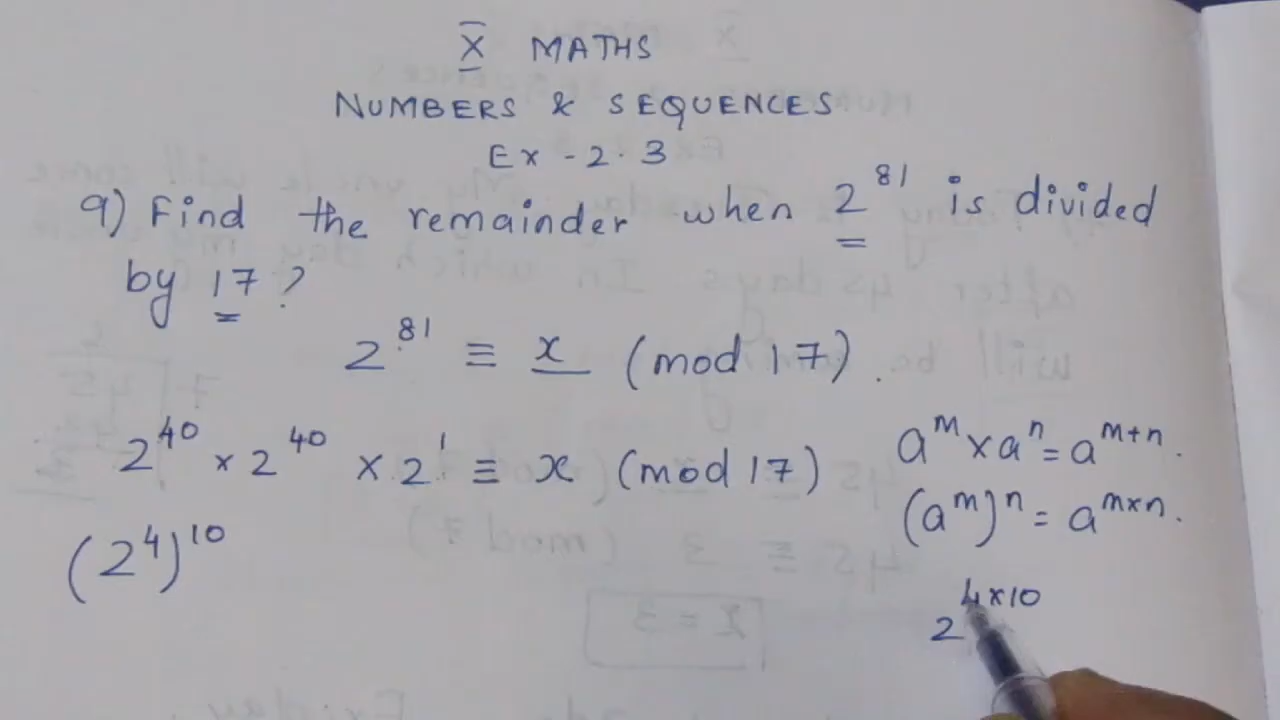 X MATHS
NUMBERS & SEQUENCES
Ex - 2.3
9) Find the remainder when 2^81 is divided
by 17?
2^81 ≡ x (mod 17).
2^40 × 2^40 × 2^1 ≡ x (mod 17)
a^m × a^n = a^m+n.
(a^m)^n = a^m×n.
(2^4)^10
2^4×10